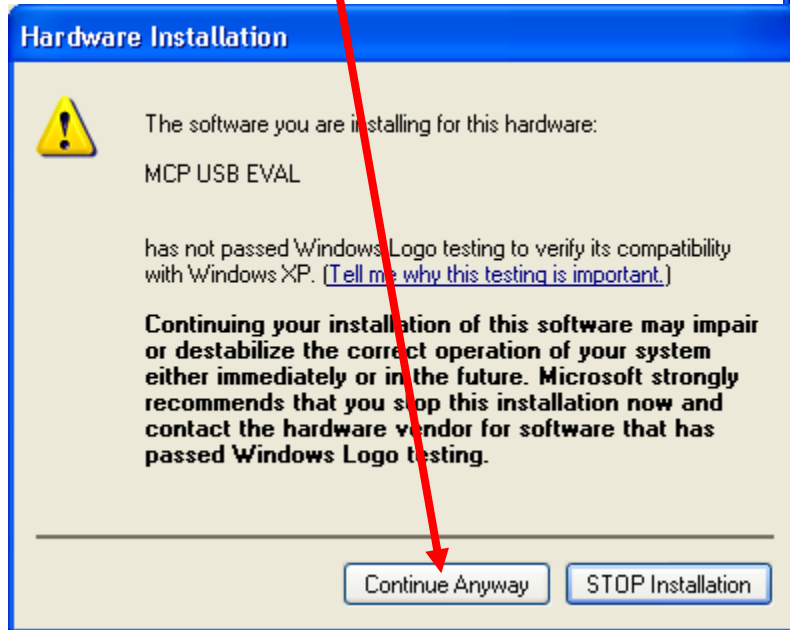 Hardware Installation
The software you are installing for this hardware:
MCP USB EVAL
has not passed Windows Logo testing to verify its compatibility
with Windows XP. (Tell me why this testing is important.)
Continuing your installation of this software may impair
or destabilize the correct operation of your system
either immediately or in the future. Microsoft strongly
recommends that you stop this installation now and
contact the hardware vendor for software that has
passed Windows Logo testing.
Continue Anyway
STOP Installation